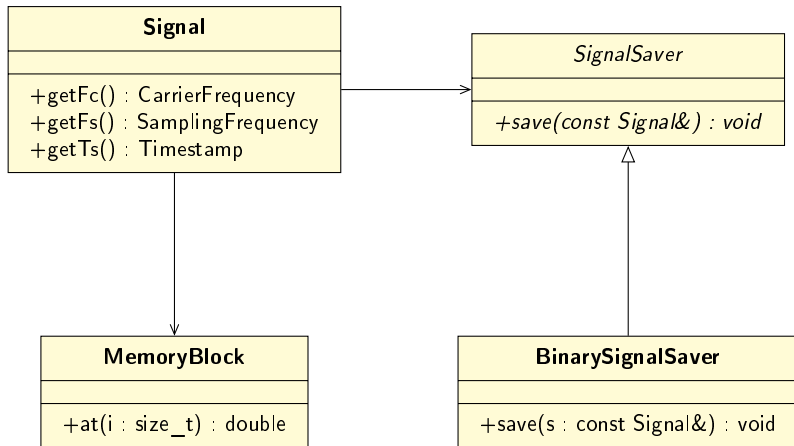 Signal
+getFc() : CarrierFrequency
+getFs() : SamplingFrequency
+getTs() : Timestamp
SignalSaver
+save(const Signal&) : void
MemoryBlock
+at(i : size_t) : double
BinarySignalSaver
+save(s : const Signal&) : void